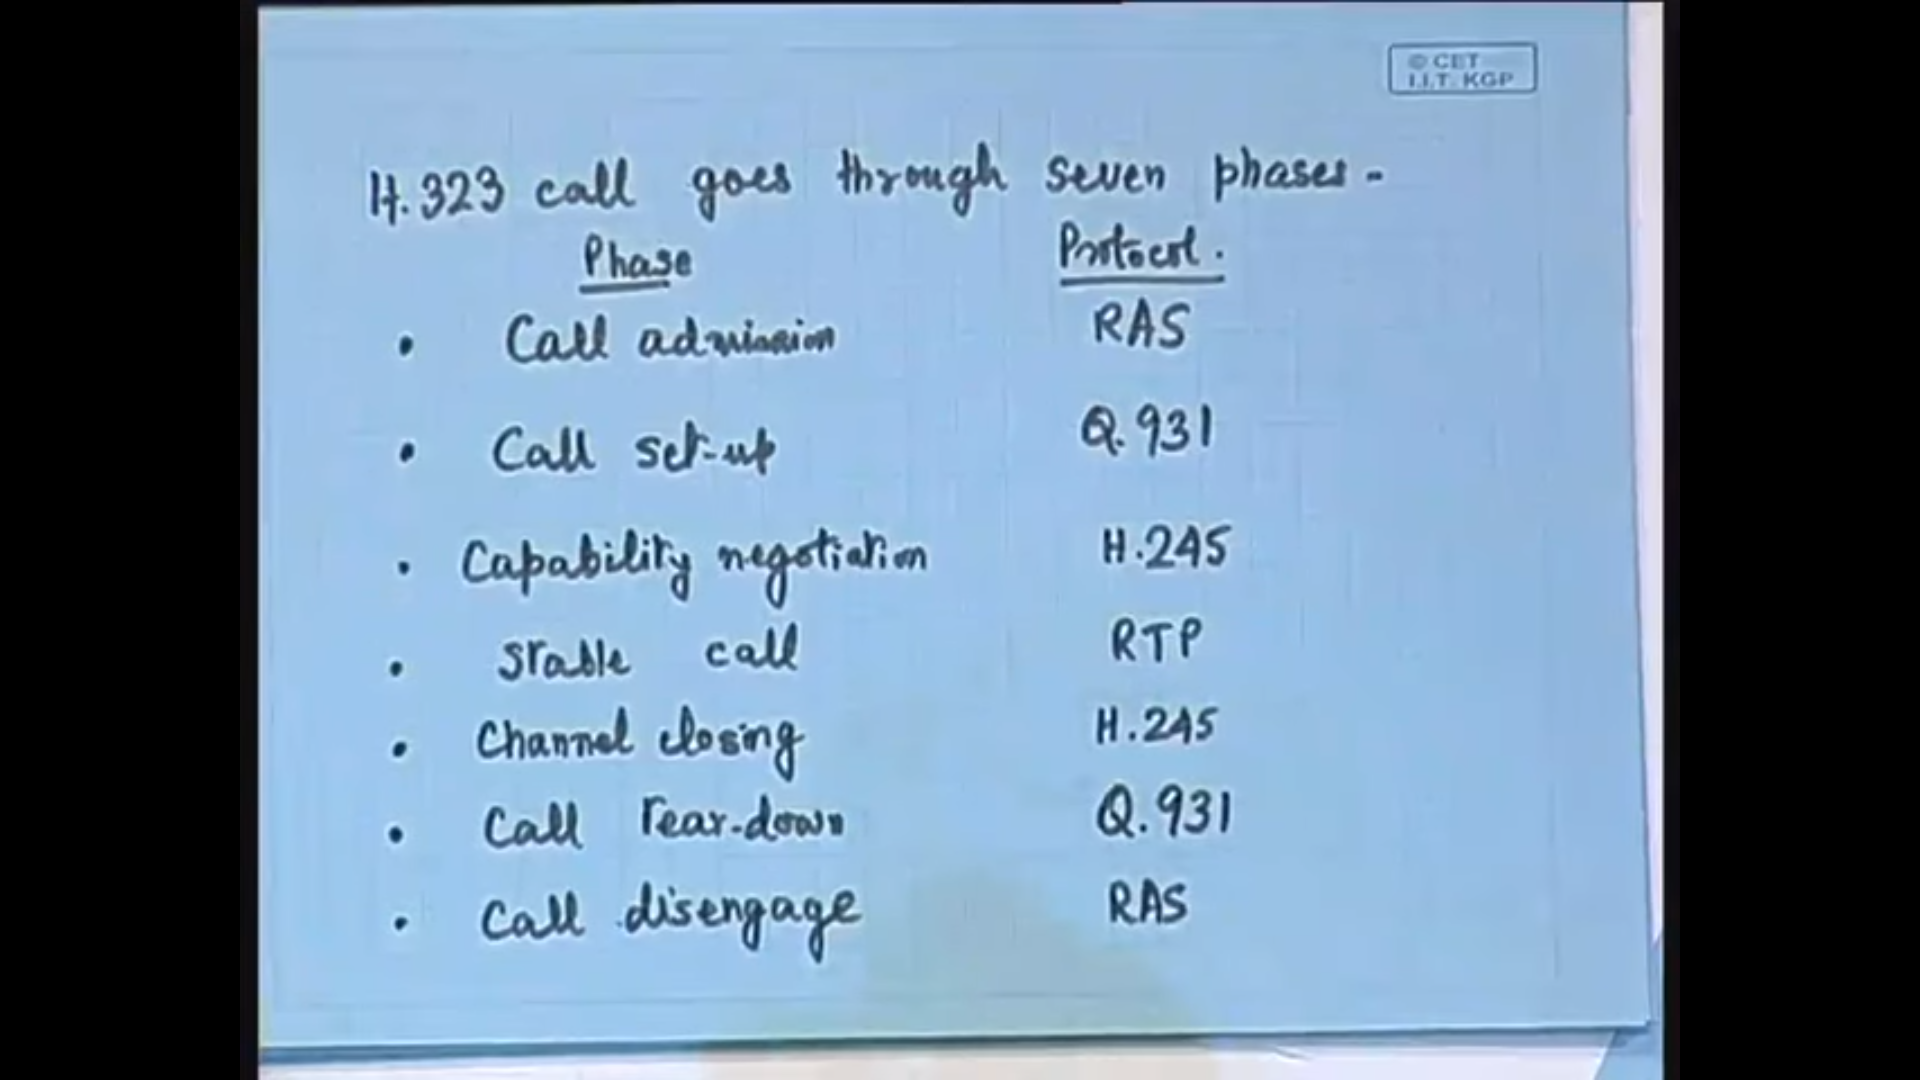 © CET
I.I.T. KGP
H.323 call goes through seven phases -
Phase Protocol.
• Call admission RAS
• Call set-up Q.931
• Capability negotiation H.245
• Stable call RTP
• Channel closing H.245
• Call tear-down Q.931
• Call disengage RAS